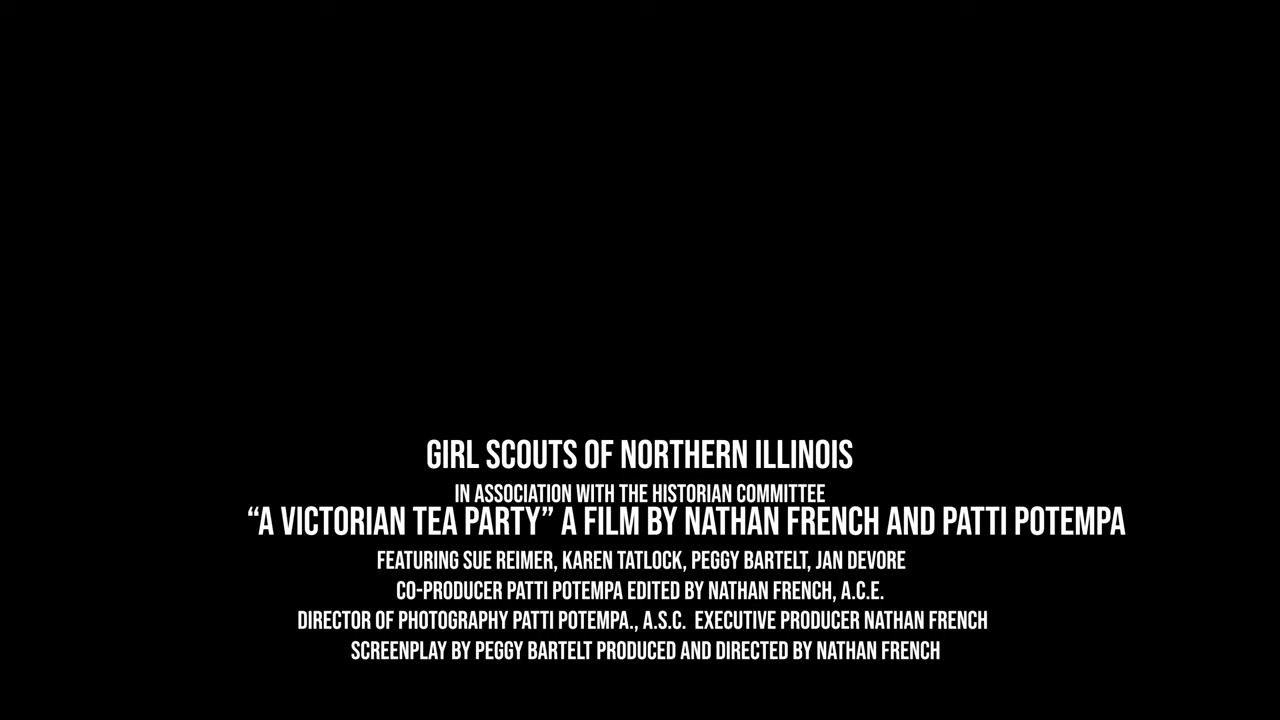 GIRL SCOUTS OF NORTHERN ILLINOIS
IN ASSOCIATION WITH THE HISTORIAN COMMITTEE
“A VICTORIAN TEA PARTY” A FILM BY NATHAN FRENCH AND PATTI POTEMPA
FEATURING SUE REIMER, KAREN TATLOCK, PEGGY BARTELT, JAN DEVORE
CO-PRODUCER PATTI POTEMPA EDITED BY NATHAN FRENCH, A.C.E.
DIRECTOR OF PHOTOGRAPHY PATTI POTEMPA., A.S.C.  EXECUTIVE PRODUCER NATHAN FRENCH
SCREENPLAY BY PEGGY BARTELT PRODUCED AND DIRECTED BY NATHAN FRENCH